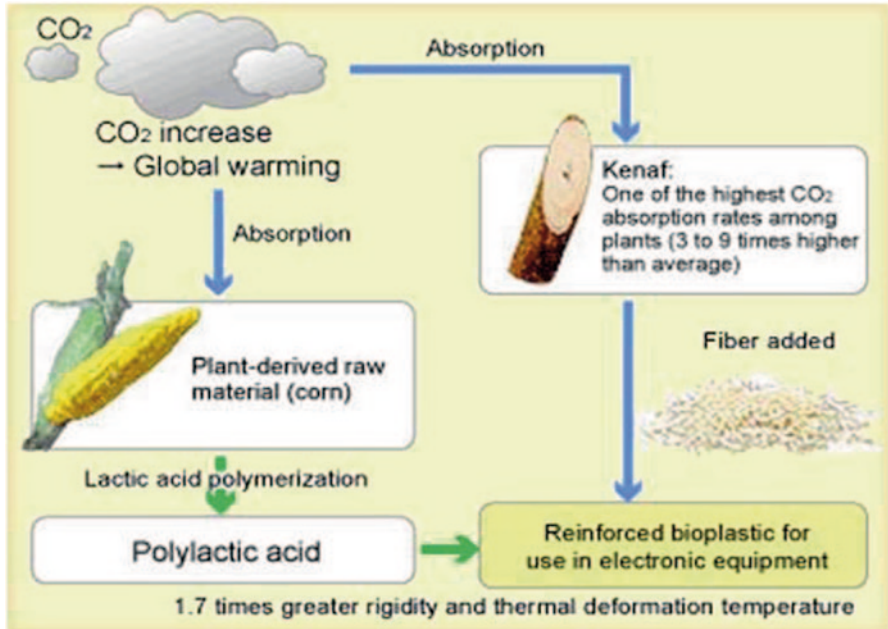 CO₂
CO₂ increase
→ Global warming
Absorption
Absorption
Kenaf:
One of the highest CO₂
absorption rates among
plants (3 to 9 times higher
than average)
Plant-derived raw
material (corn)
Fiber added
Lactic acid polymerization
Polylactic acid
Reinforced bioplastic for
use in electronic equipment
1.7 times greater rigidity and thermal deformation temperature